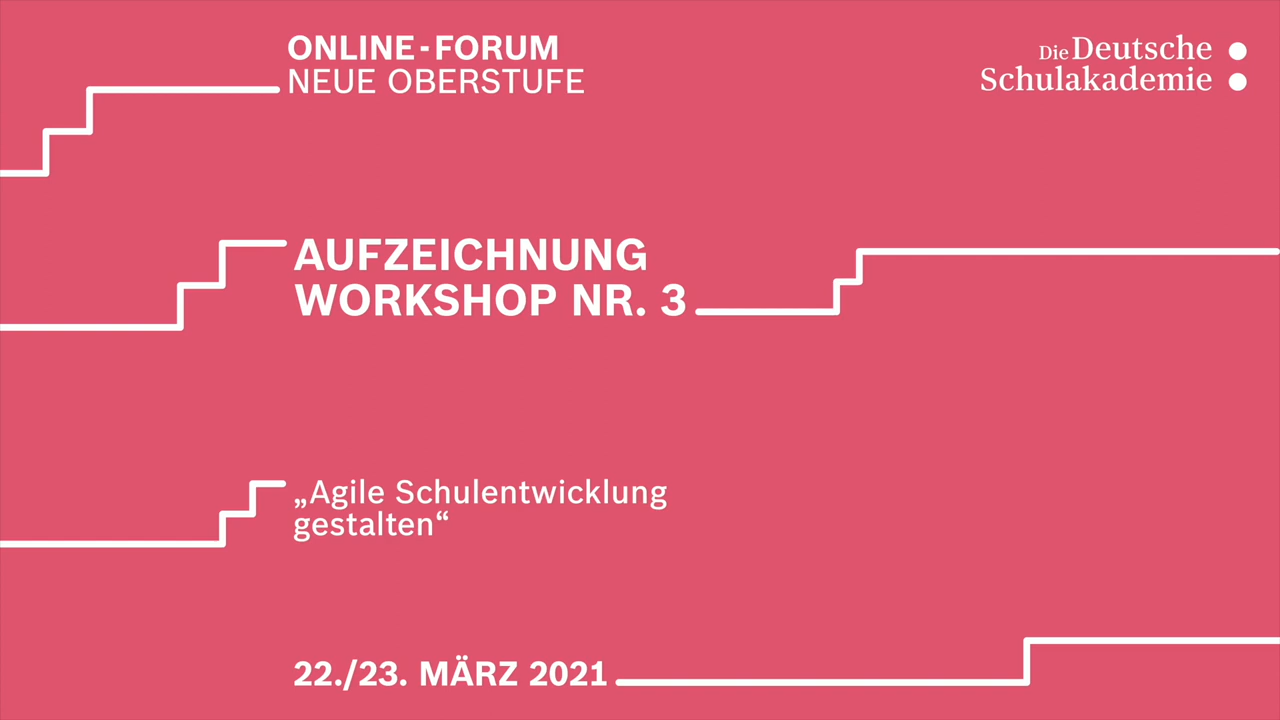 ONLINE-FORUM
NEUE OBERSTUFE
Die Deutsche
Schulakademie
AUFZEICHNUNG
WORKSHOP NR. 3
„Agile Schulentwicklung
gestalten“
22./23. MÄRZ 2021